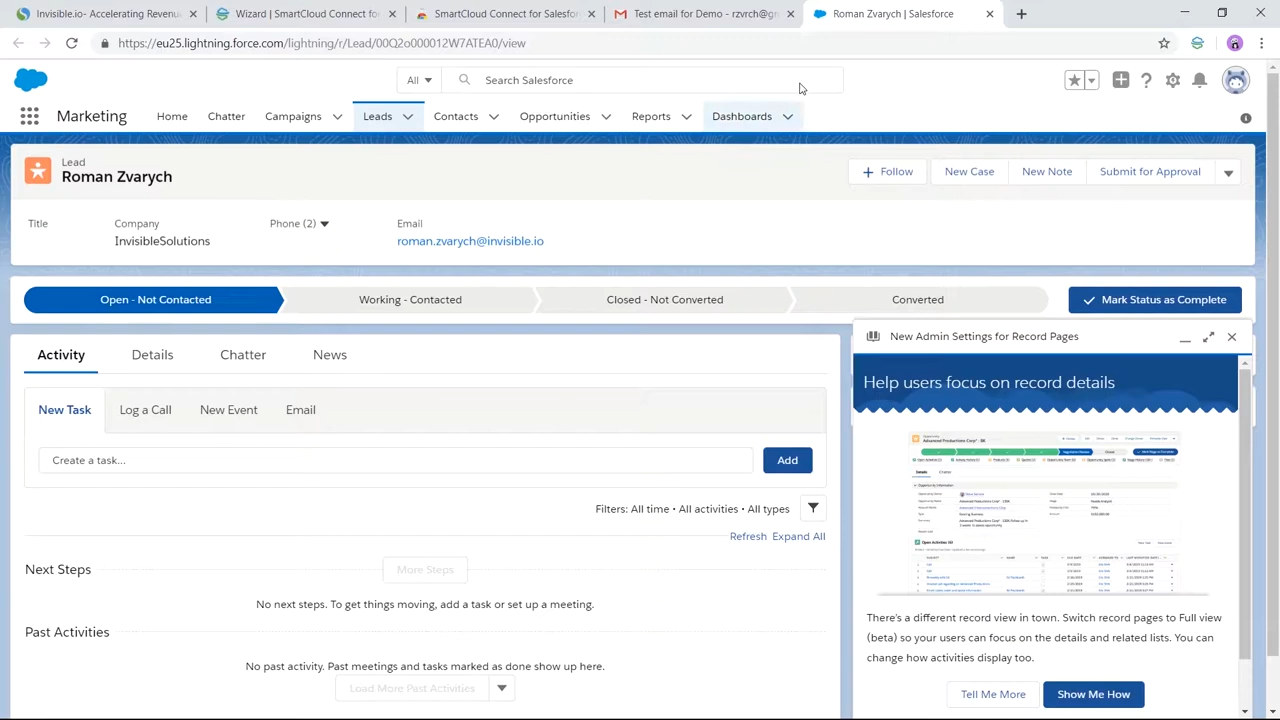 Integrating Salesforce Revenue
Wizard | Salesforce Connect
SmartCloud Connect for Salesfo
Test email for Demo - rzvrch@gr
Roman Zvarych | Salesforce
https://eu25.lightning.force.com/lightning/r/Lead/00Q2o000012W7ATEA0/view
All
Search Salesforce
Marketing
Home
Chatter
Campaigns
Leads
Contacts
Opportunities
Reports
Dashboards
Lead
Roman Zvarych
Follow
New Case
New Note
Submit for Approval
Title
Company
Phone (2)
Email
InvisibleSolutions
roman.zvarych@invisible.io
Open - Not Contacted
Working - Contacted
Closed - Not Converted
Converted
Mark Status as Complete
Activity
Details
Chatter
News
New Task
Log a Call
New Event
Email
Create a task...
Add
Filters: All time • All activities • All types
Refresh
Expand All
Next Steps
No next steps. To get things moving, add a task or set up a meeting.
Past Activities
No past activity. Past meetings and tasks marked as done show up here.
Load More Past Activities
New Admin Settings for Record Pages
Help users focus on record details
There's a different record view in town. Switch record pages to Full view
(beta) so your users can focus on the details and related lists. You can
change how activities display too.
Tell Me More
Show Me How